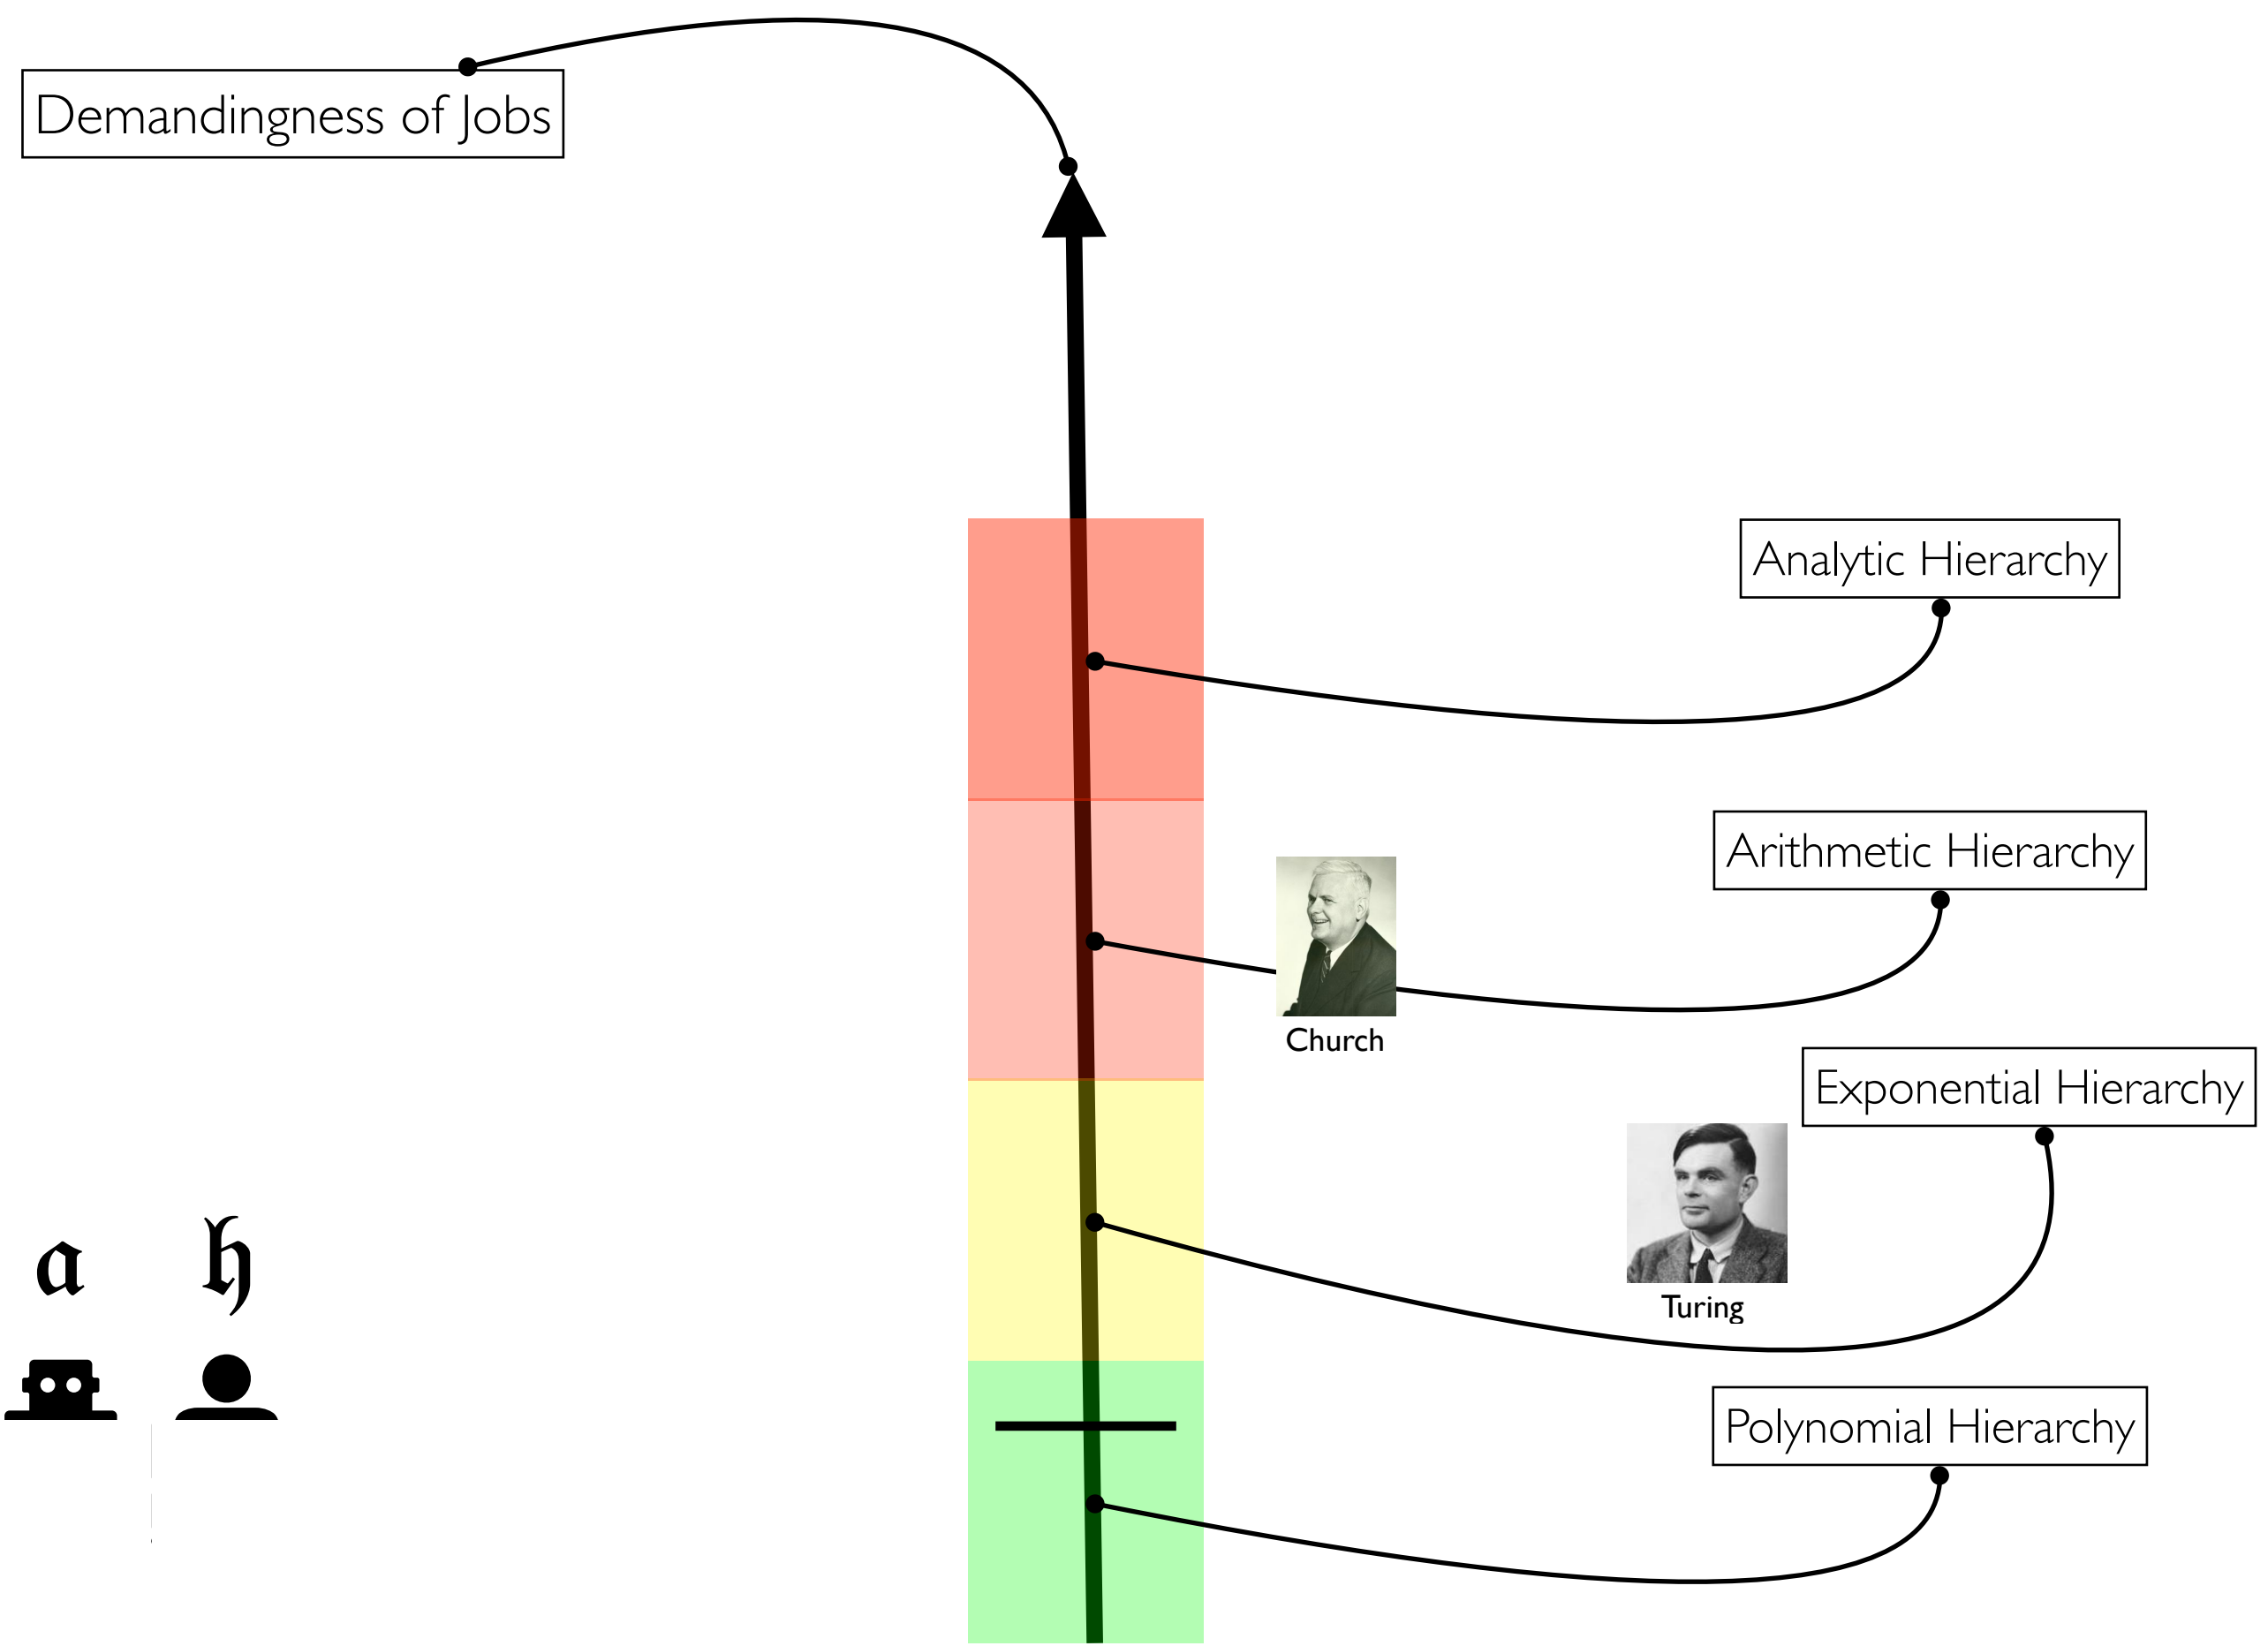 Demandingness of Jobs
Analytic Hierarchy
Arithmetic Hierarchy
Church
Exponential Hierarchy
Turing
𝔞 𝔥
Polynomial Hierarchy